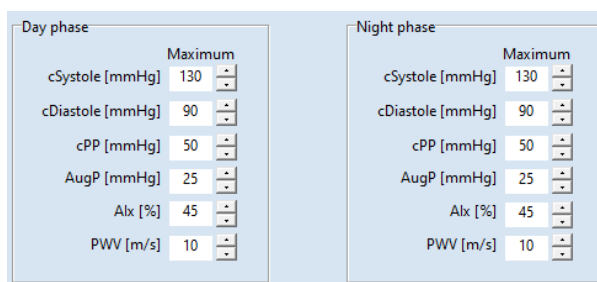 Day phase
Maximum
cSystole [mmHg] 130
cDiastole [mmHg] 90
cPP [mmHg] 50
AugP [mmHg] 25
AIx [%] 45
PWV [m/s] 10
Night phase
Maximum
cSystole [mmHg] 130
cDiastole [mmHg] 90
cPP [mmHg] 50
AugP [mmHg] 25
AIx [%] 45
PWV [m/s] 10